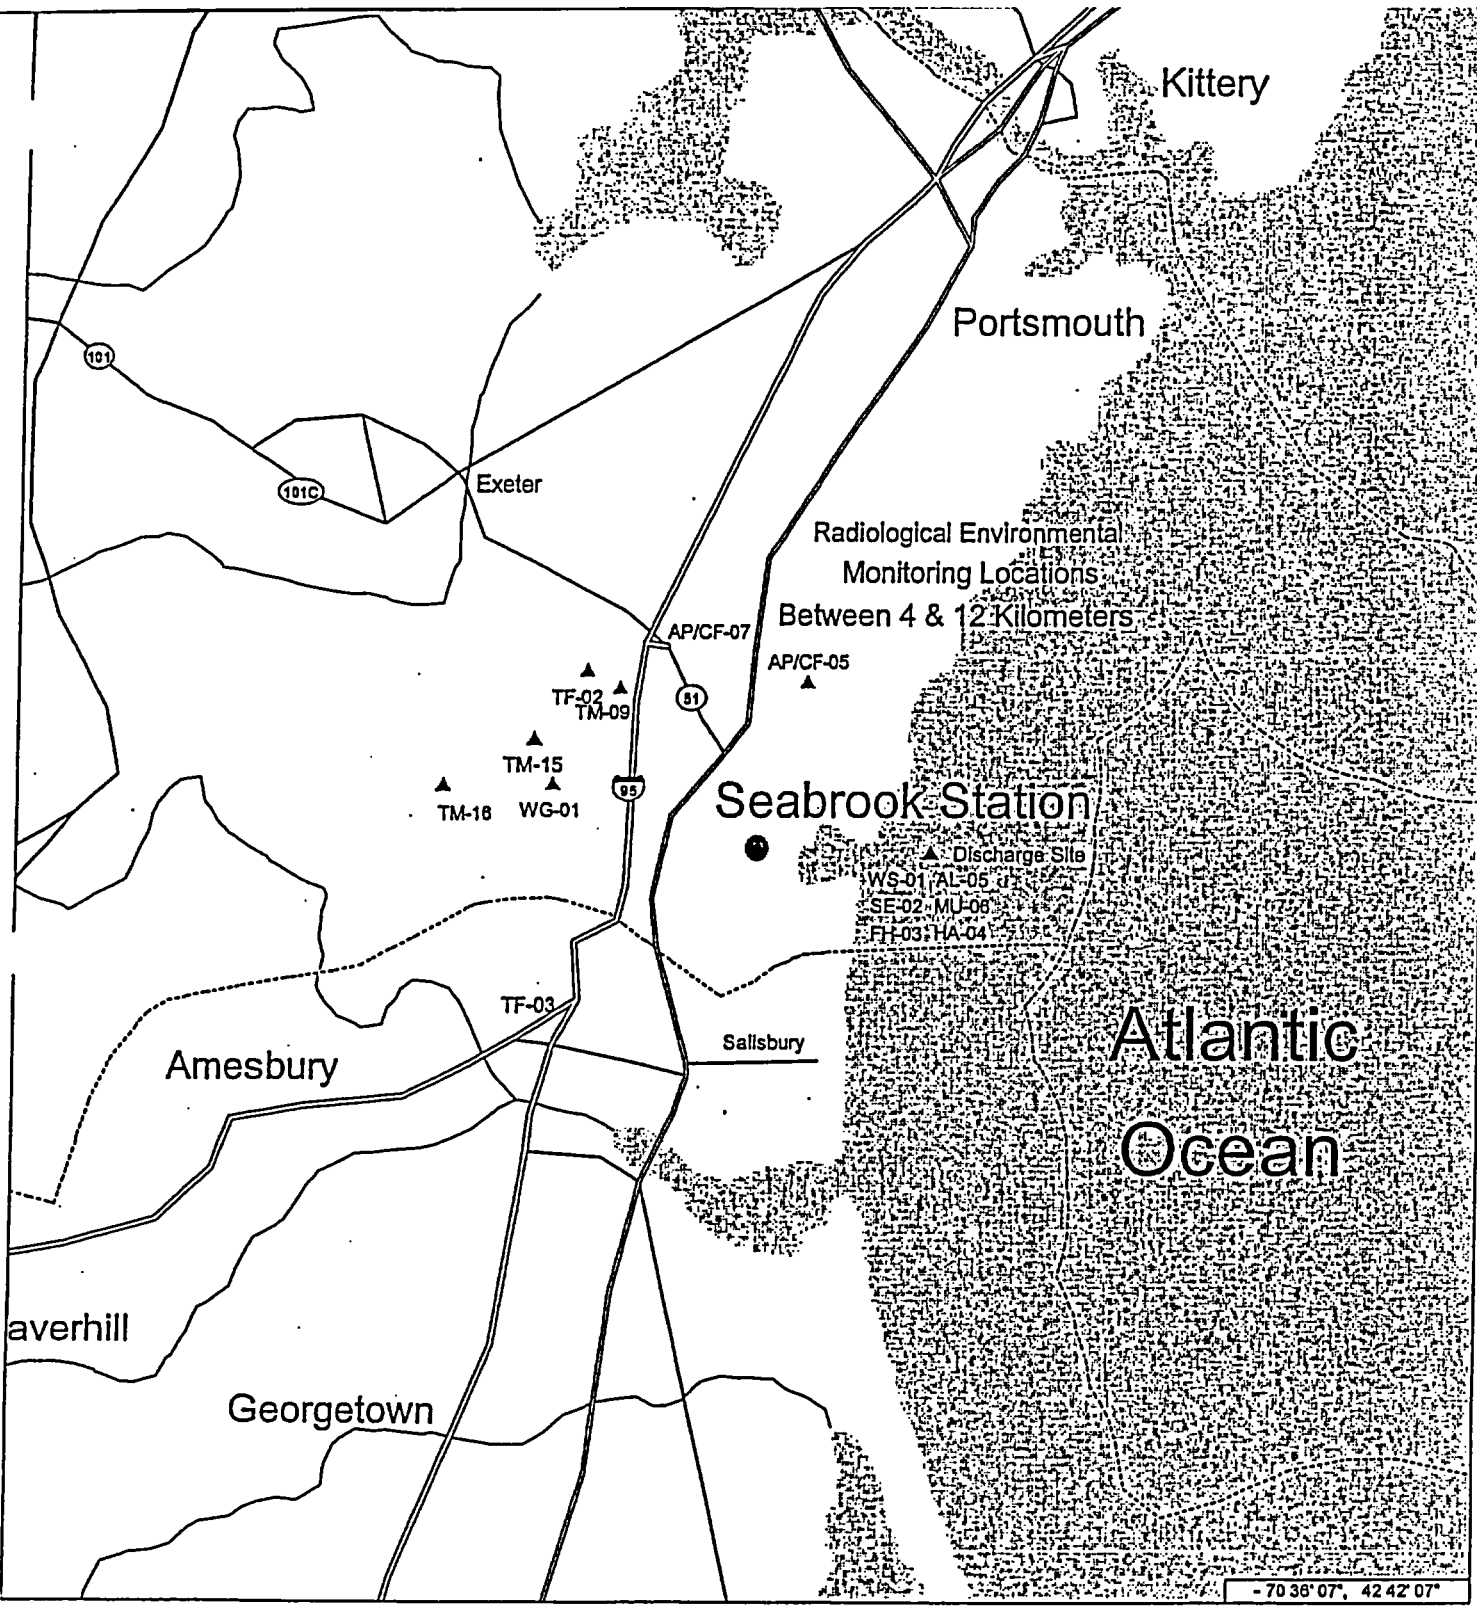 Kittery
Portsmouth
101
101C
Exeter
Radiological Environmental
Monitoring Locations
Between 4 & 12 Kilometers
AP/CF-07
AP/CF-05
TF-02
TM-09
51
TM-15
95
TM-16
WG-01
Seabrook Station
Discharge Site
WS-01 AL-05
SE-02 MU-06
FH-03 HA-04
TF-03
Atlantic
Ocean
Salisbury
Amesbury
averhill
Georgetown
- 70 36' 07", 42 42' 07"